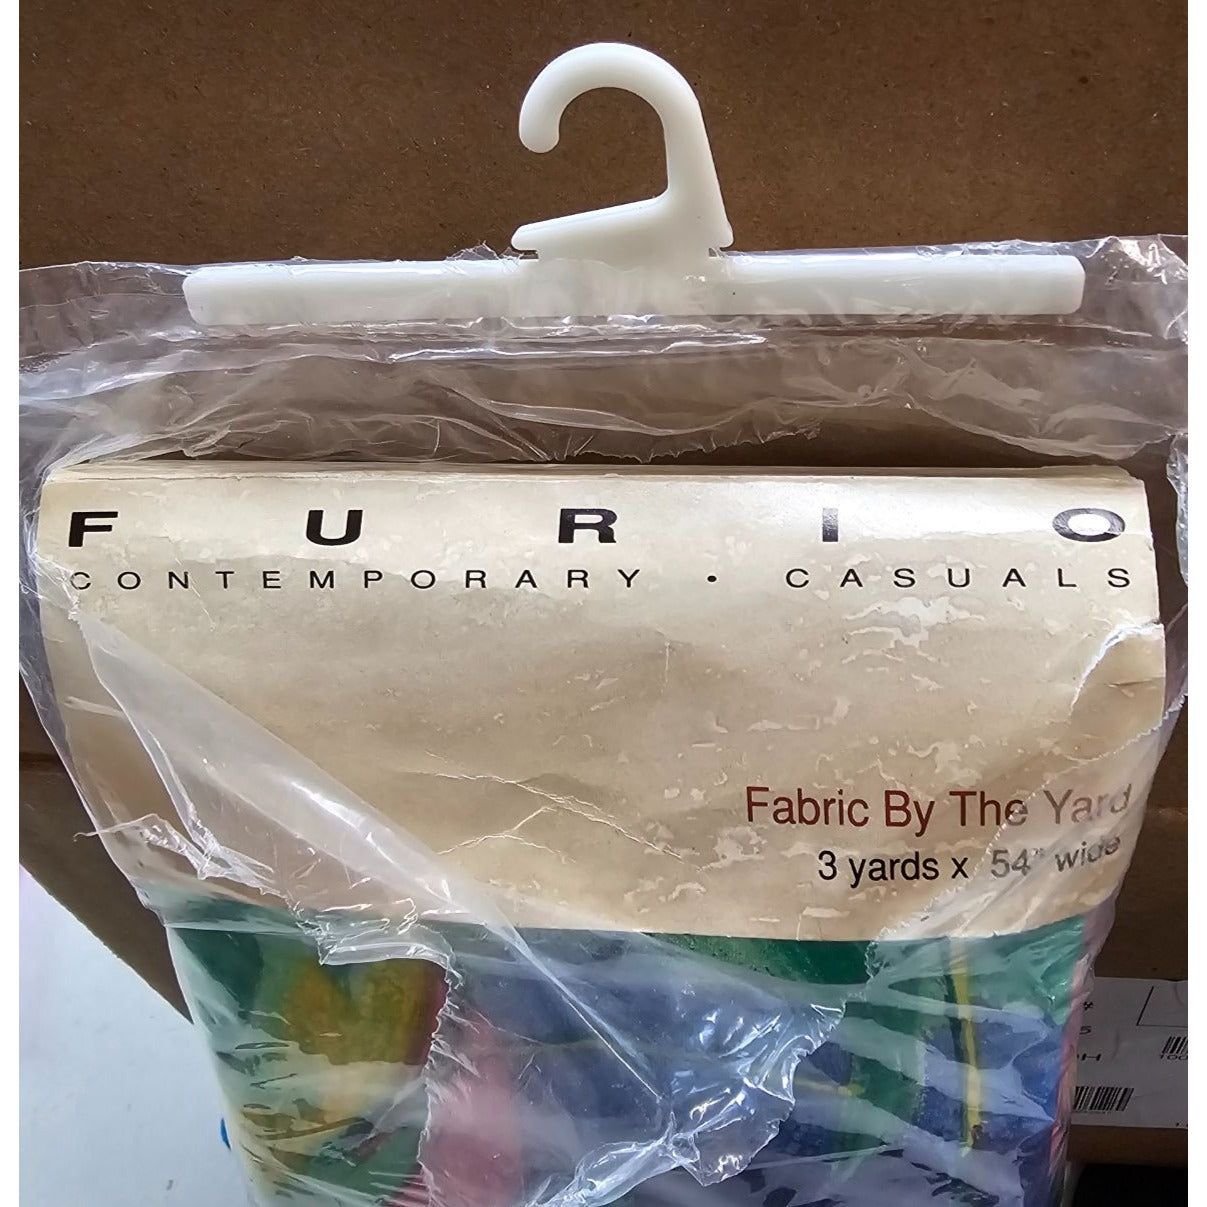 FURIO
CONTEMPORARY • CASUALS
Fabric By The Yard
3 yards x 54" wide